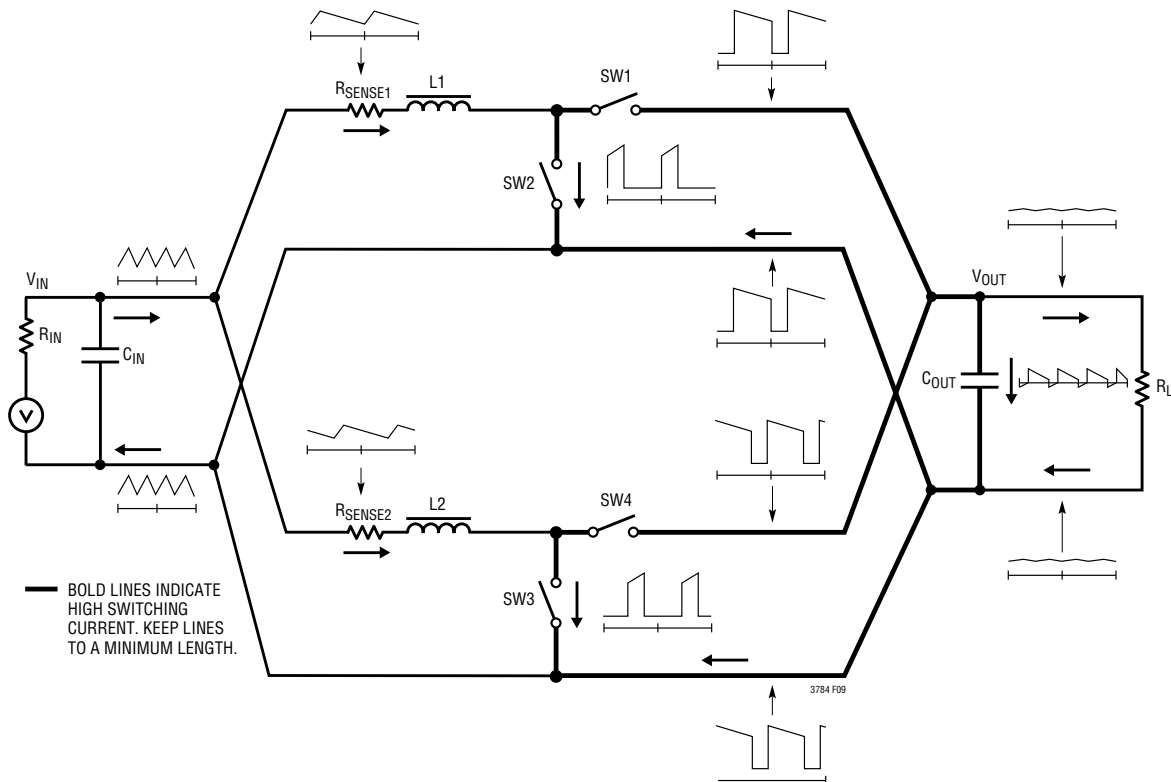 R_SENSE1
L1
SW1
SW2
V_IN
R_IN
C_IN
V
V_OUT
C_OUT
R_L
R_SENSE2
L2
SW4
SW3
BOLD LINES INDICATE
HIGH SWITCHING
CURRENT. KEEP LINES
TO A MINIMUM LENGTH.
3784 F09